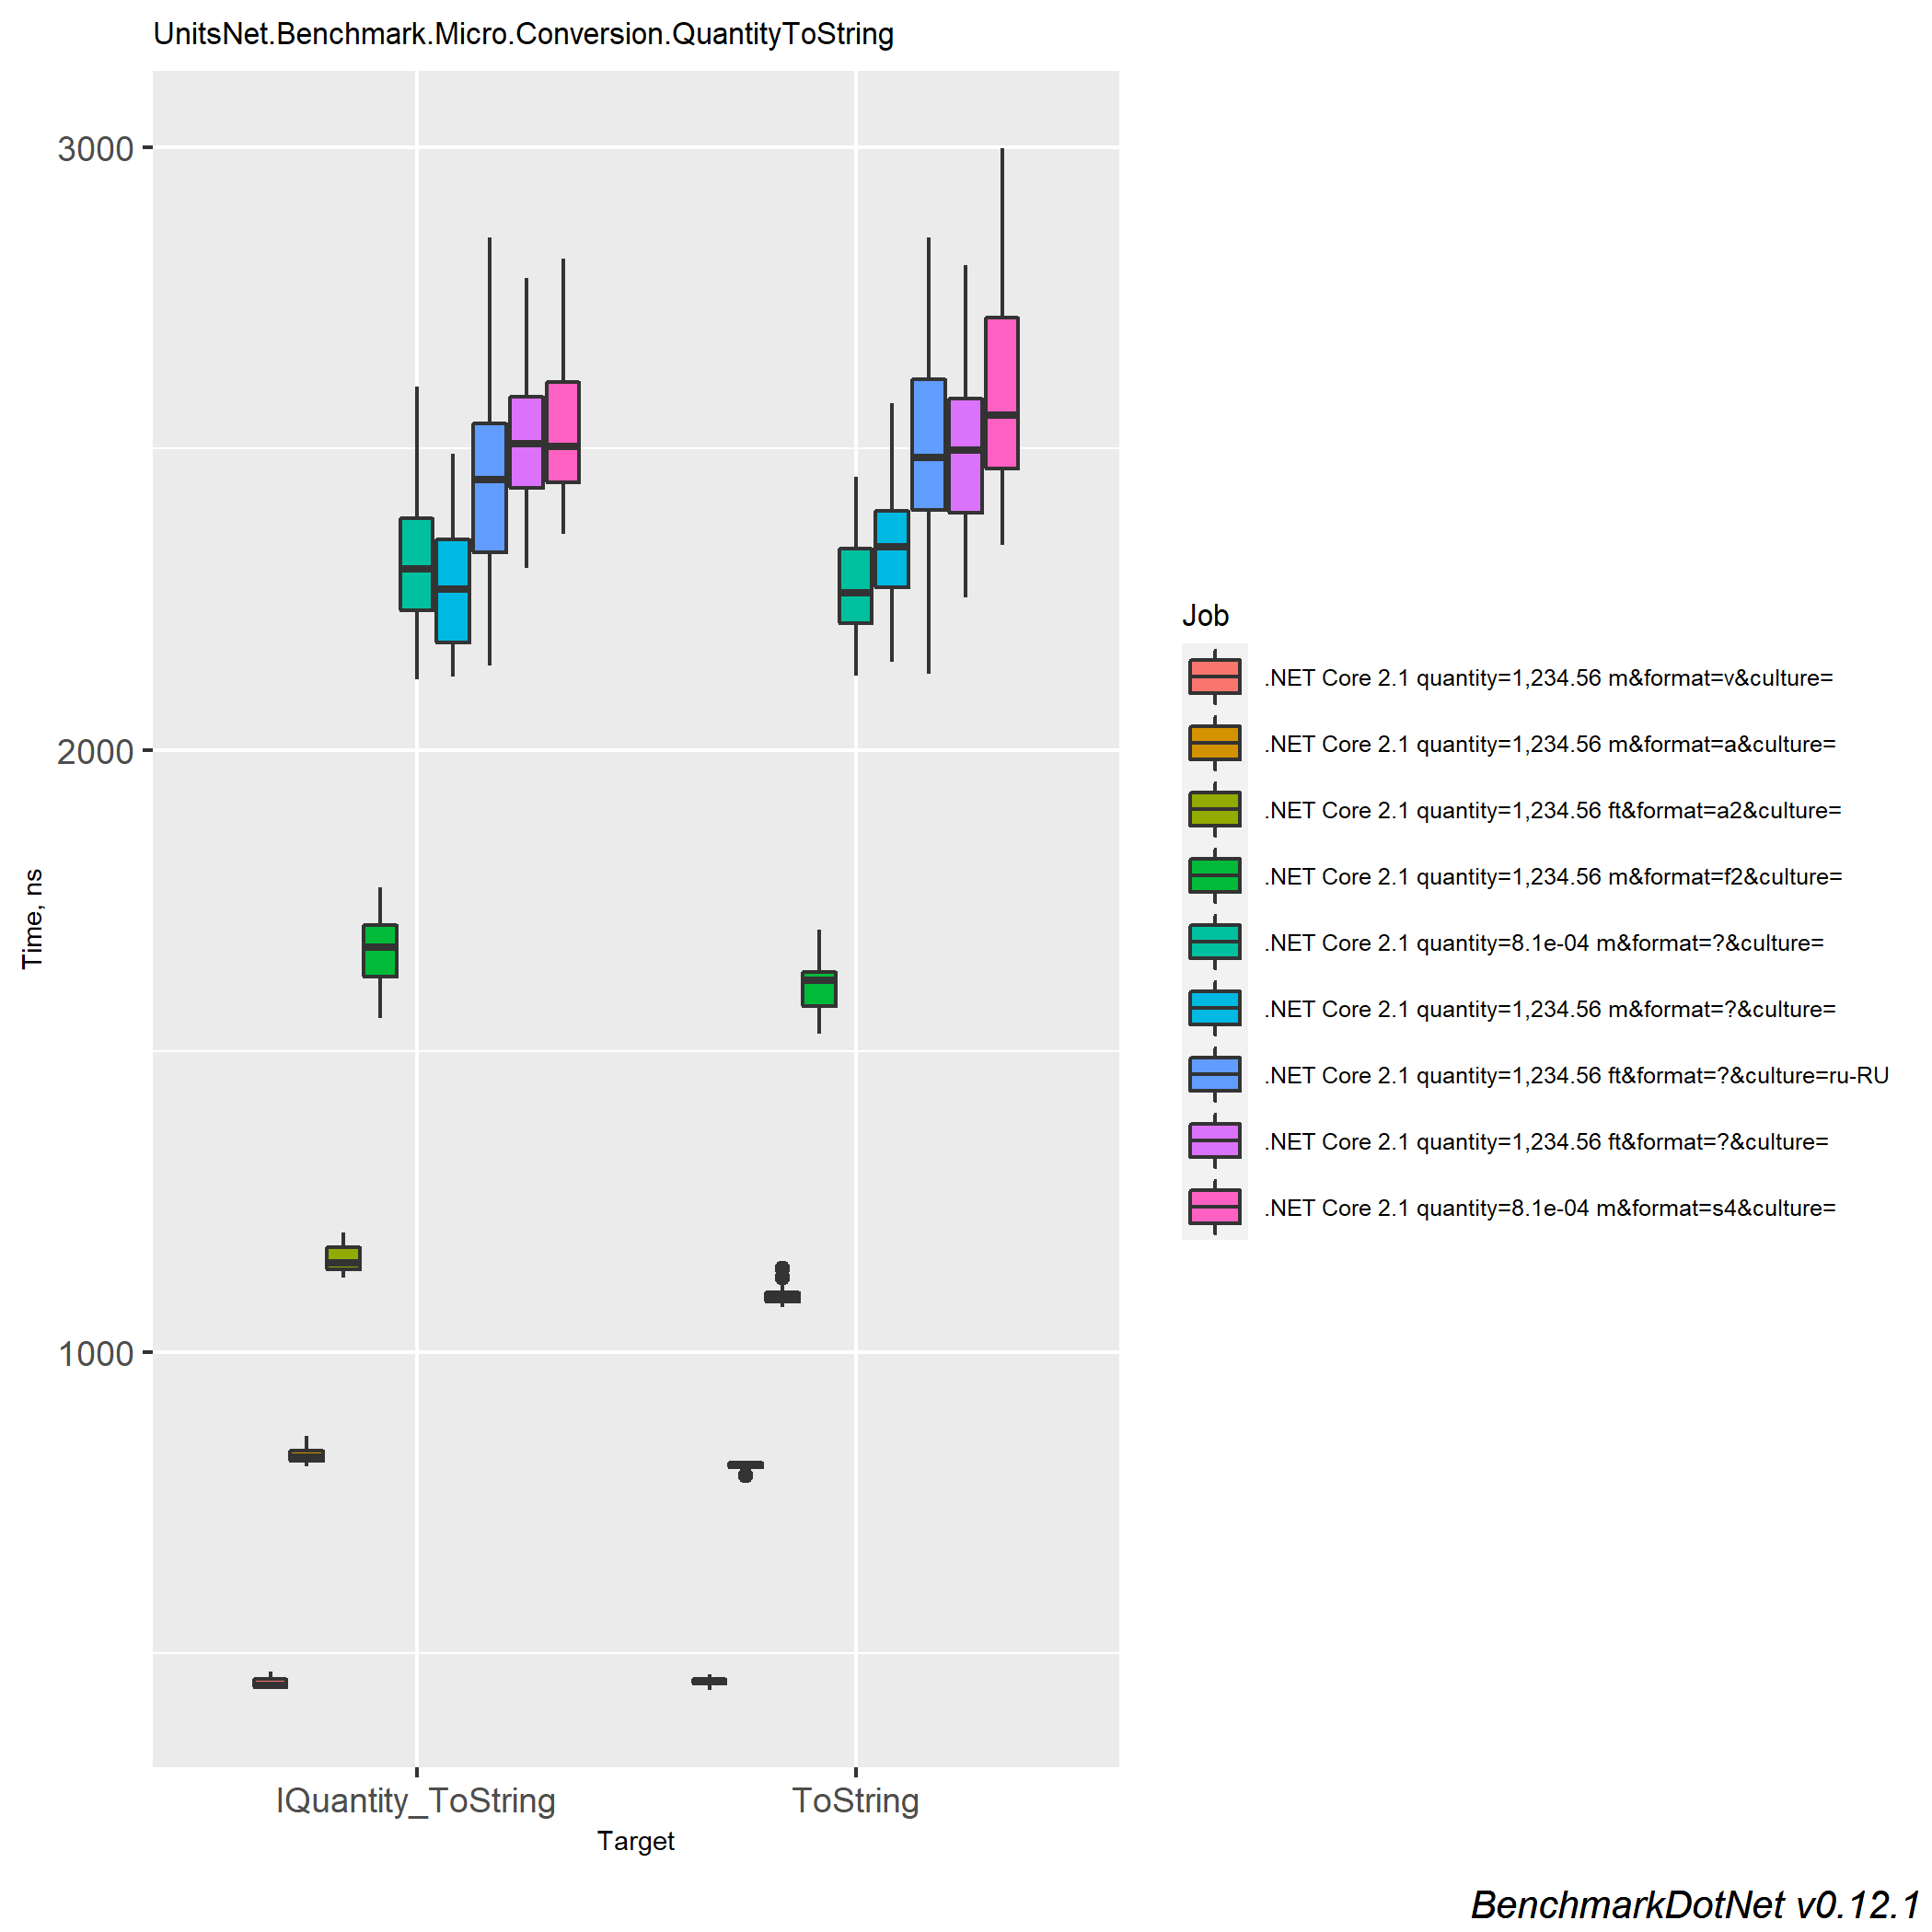 UnitsNet.Benchmark.Micro.Conversion.QuantityToString
3000
2000
1000
Time, ns
IQuantity_ToString
ToString
Target
Job
.NET Core 2.1 quantity=1,234.56 m&format=v&culture=
.NET Core 2.1 quantity=1,234.56 m&format=a&culture=
.NET Core 2.1 quantity=1,234.56 ft&format=a2&culture=
.NET Core 2.1 quantity=1,234.56 m&format=f2&culture=
.NET Core 2.1 quantity=8.1e-04 m&format=?&culture=
.NET Core 2.1 quantity=1,234.56 m&format=?&culture=
.NET Core 2.1 quantity=1,234.56 ft&format=?&culture=ru-RU
.NET Core 2.1 quantity=1,234.56 ft&format=?&culture=
.NET Core 2.1 quantity=8.1e-04 m&format=s4&culture=
BenchmarkDotNet v0.12.1